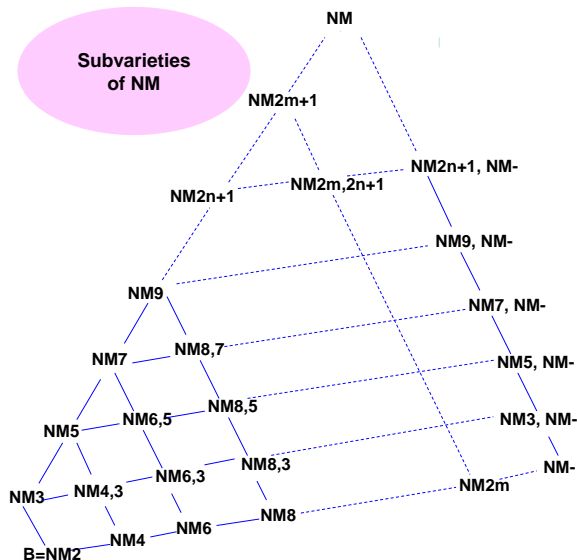 NM
Subvarieties
of NM
NM2m+1
NM2n+1, NM-
NM2m,2n+1
NM2n+1
NM9, NM-
NM9
NM7, NM-
NM8,7
NM7
NM5, NM-
NM8,5
NM6,5
NM5
NM3, NM-
NM8,3
NM6,3
NM-
NM2m
NM4,3
NM3
NM8
NM6
NM4
B=NM2